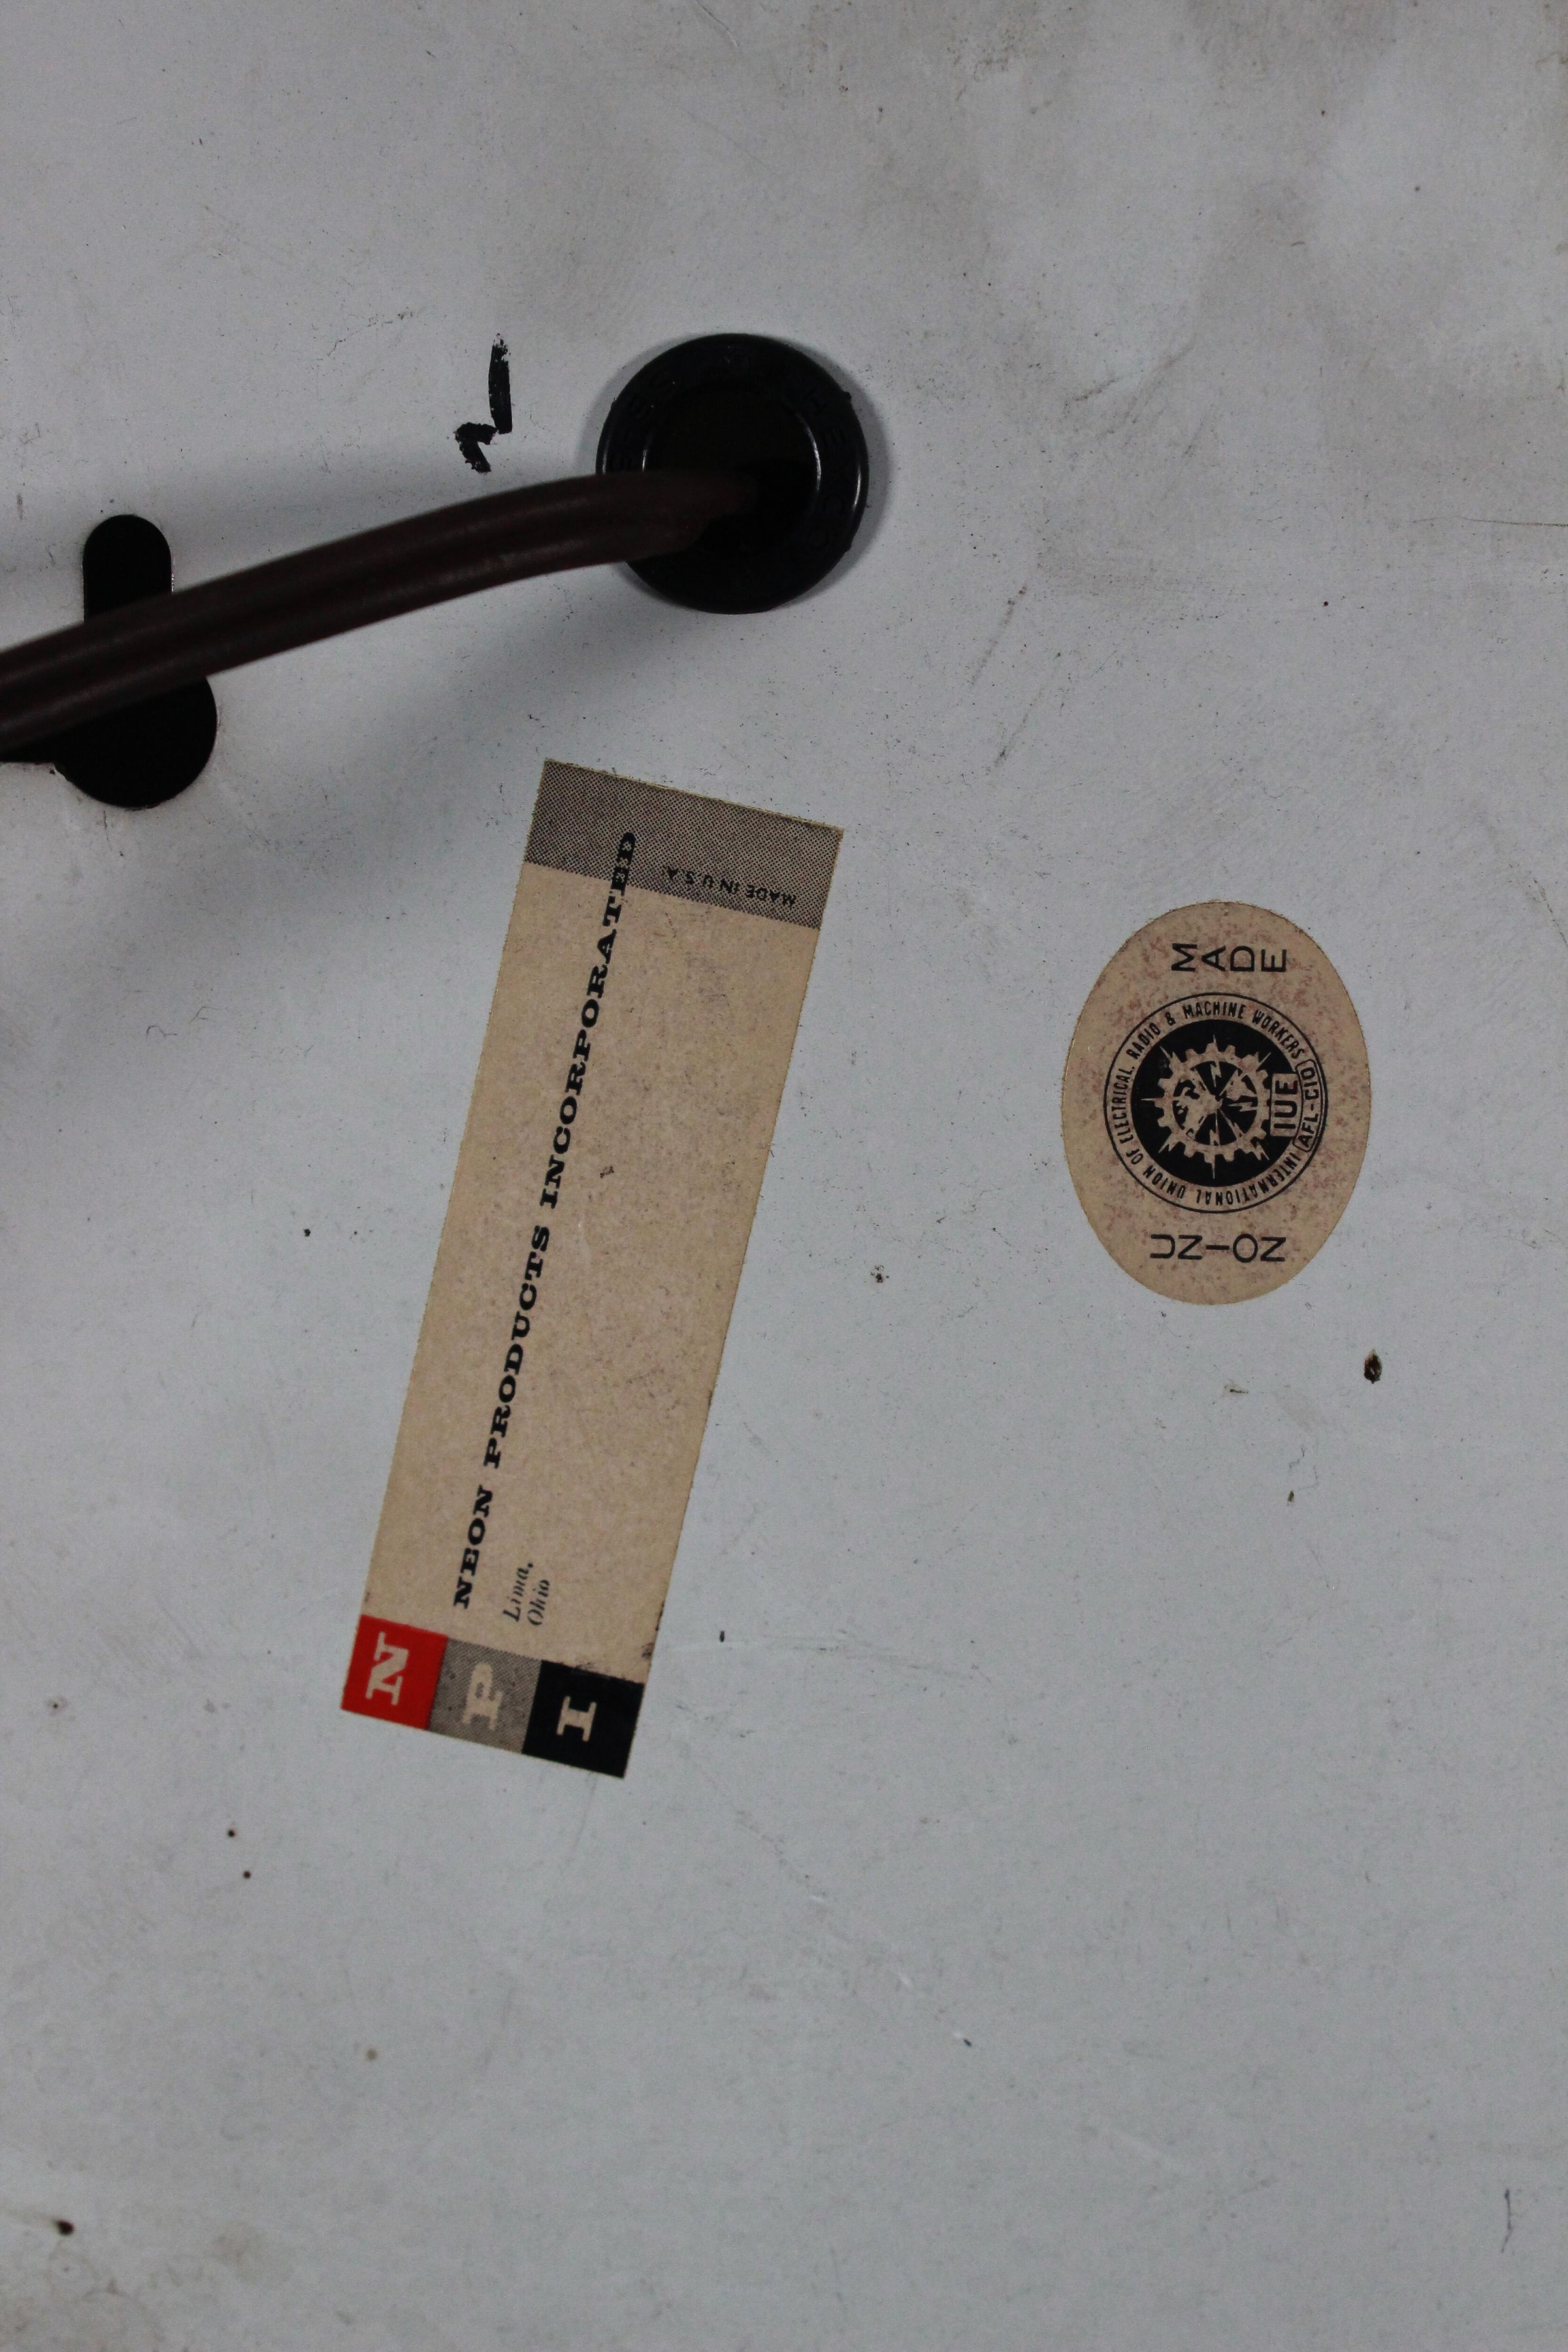 NEON PRODUCTS INCORPORATED
Lima,
Ohio
N
P
I
MADE IN U.S.A.
UNION
MADE
INTERNATIONAL UNION OF ELECTRICAL RADIO & MACHINE WORKERS
AFL-CIO
IUE